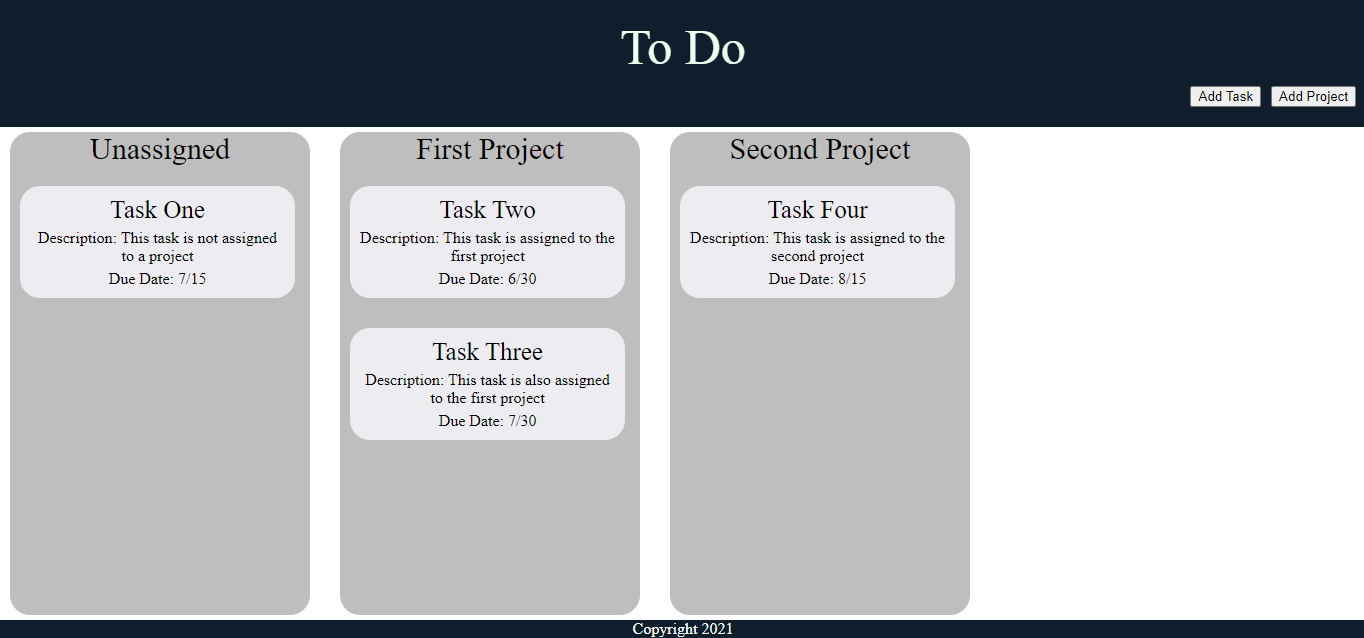 To Do
Add Task
Add Project
Unassigned
Task One
Description: This task is not assigned
to a project
Due Date: 7/15
First Project
Task Two
Description: This task is assigned to the
first project
Due Date: 6/30
Task Three
Description: This task is also assigned
to the first project
Due Date: 7/30
Second Project
Task Four
Description: This task is assigned to the
second project
Due Date: 8/15
Copyright 2021